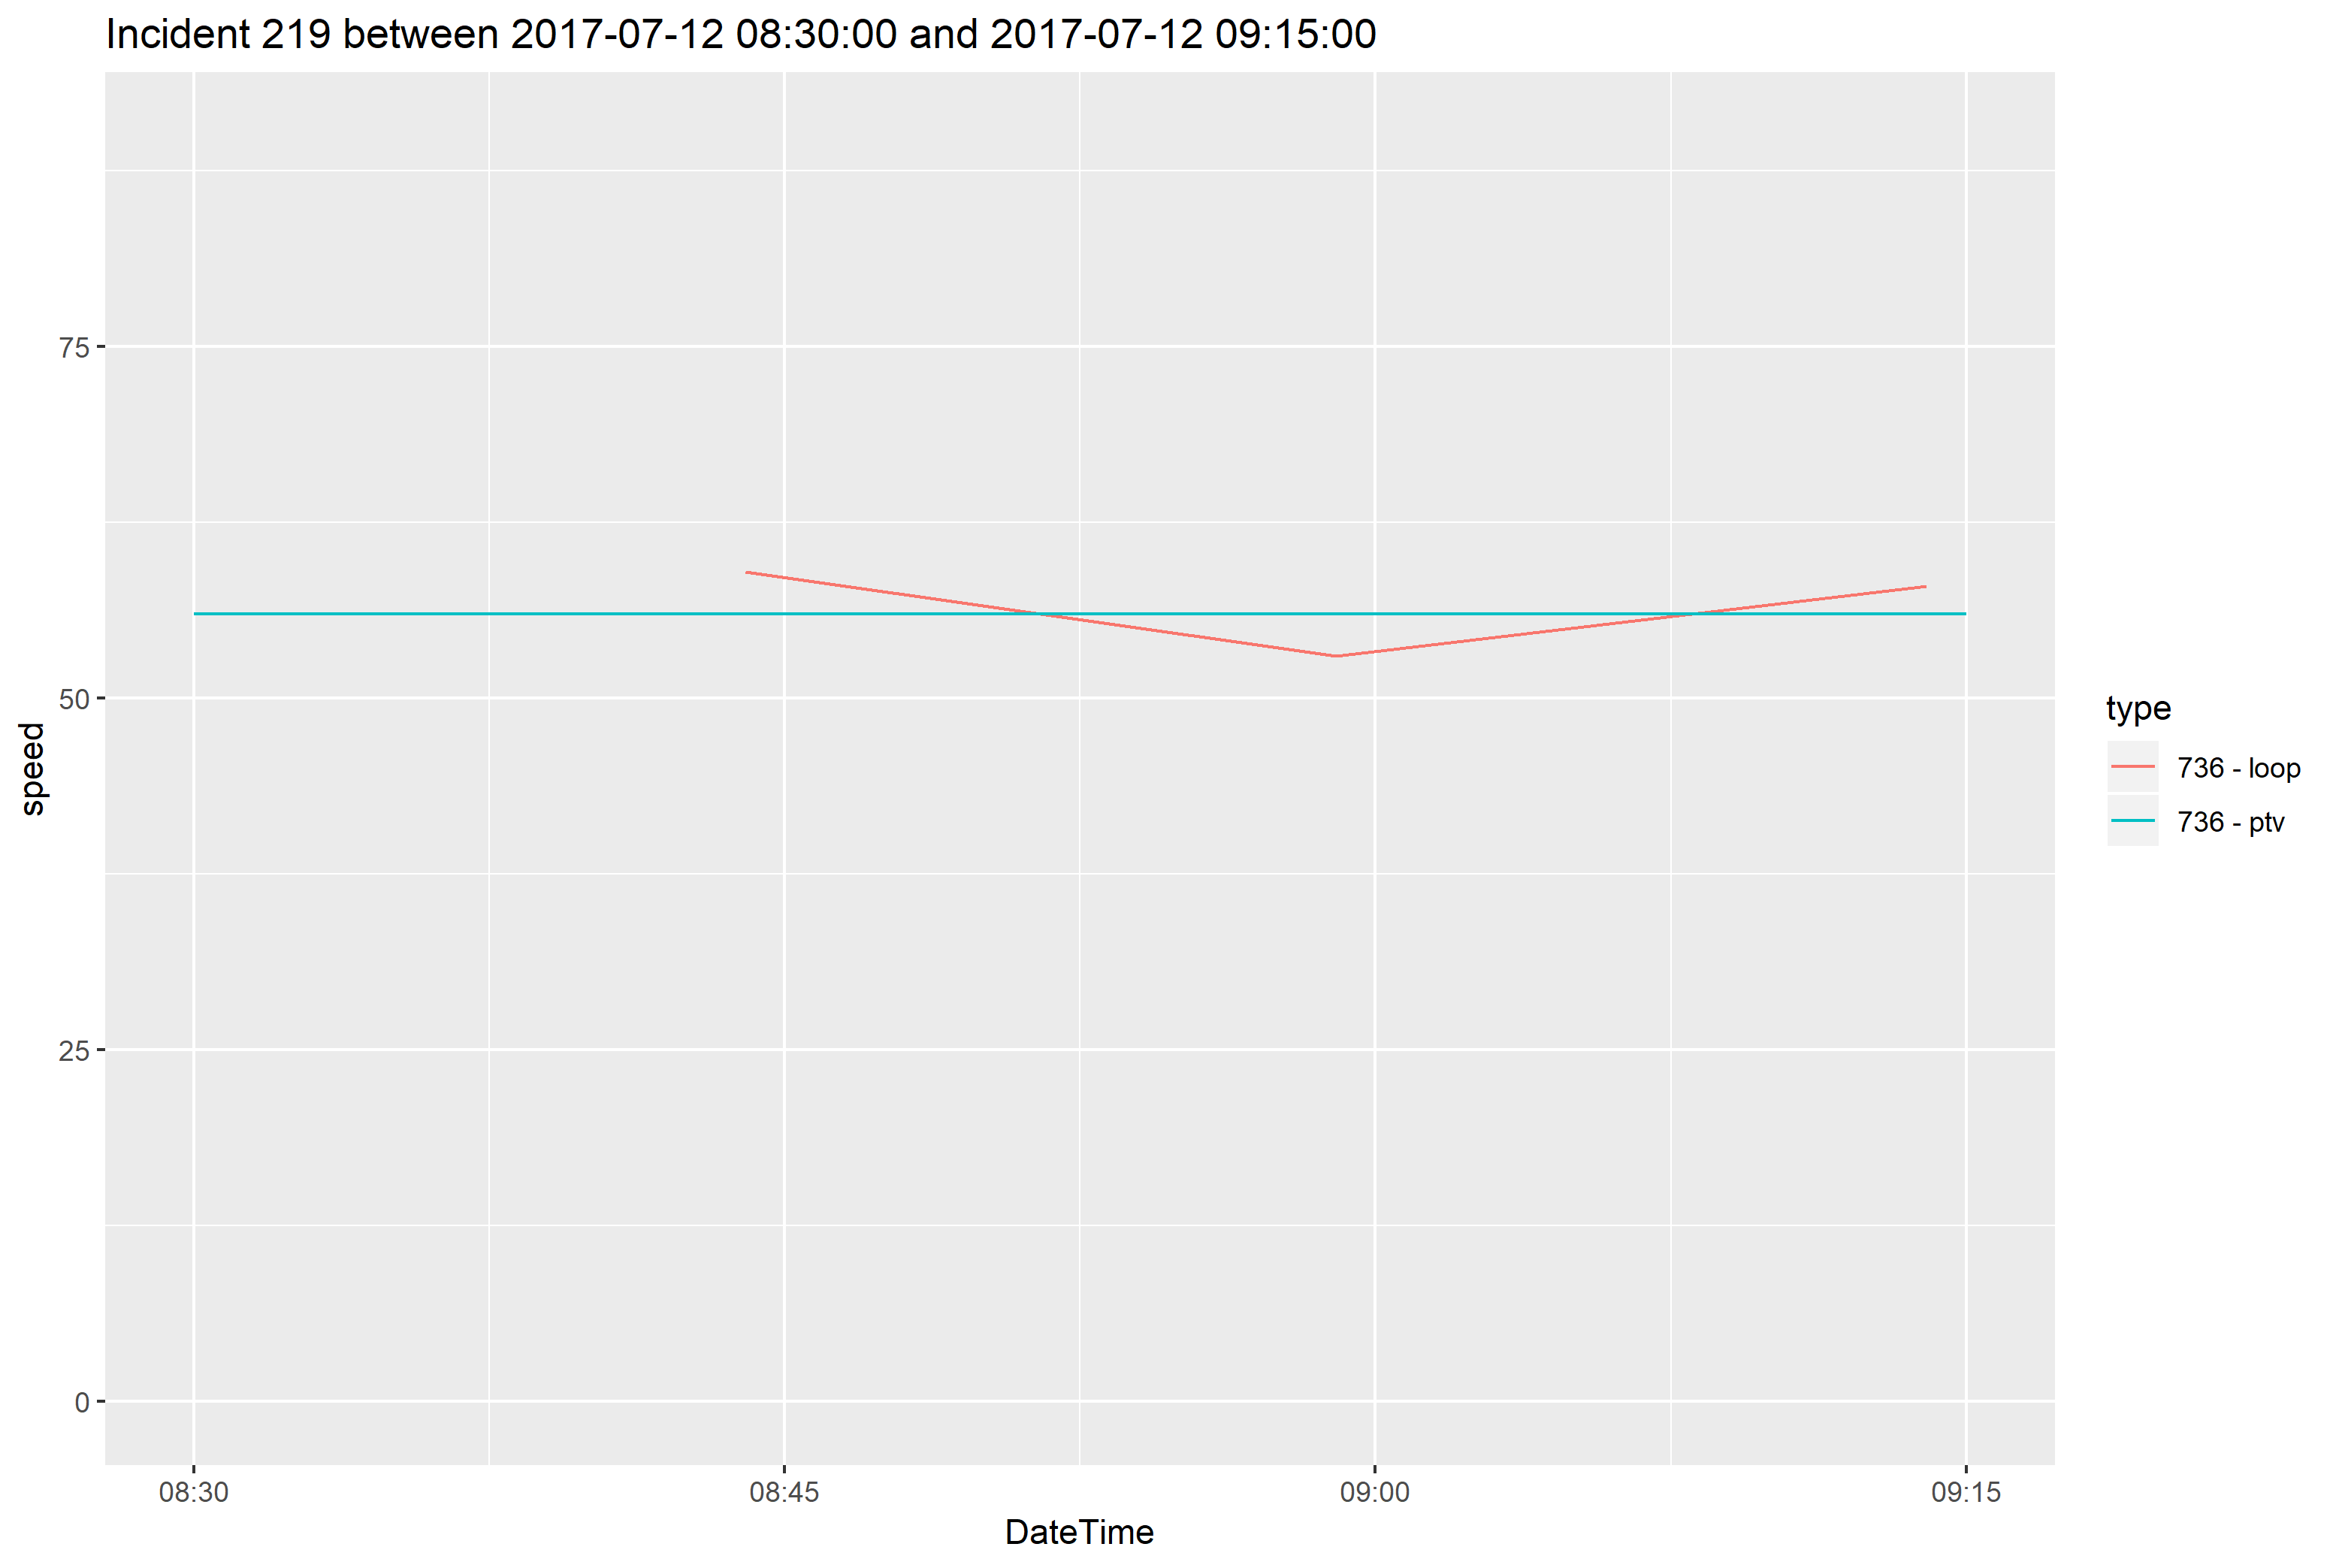 Incident 219 between 2017-07-12 08:30:00 and 2017-07-12 09:15:00
75
50
25
0
speed
08:30
08:45
09:00
09:15
DateTime
type
736 - loop
736 - ptv